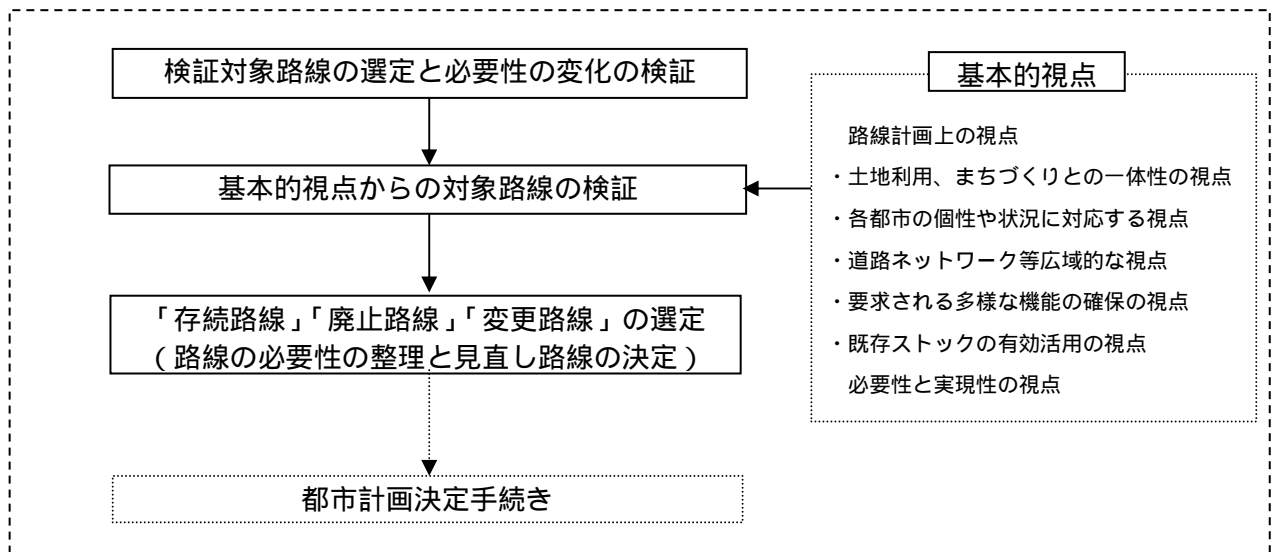 検証対象路線の選定と必要性の変化の検証
基本的視点からの対象路線の検証
「存続路線」「廃止路線」「変更路線」の選定
(路線の必要性の整理と見直し路線の決定)
都市計画決定手続き
基本的視点
路線計画上の視点
・土地利用、まちづくりとの一体性の視点
・各都市の個性や状況に対応する視点
・道路ネットワーク等広域的な視点
・要求される多様な機能の確保の視点
・既存ストックの有効活用の視点
必要性と実現性の視点